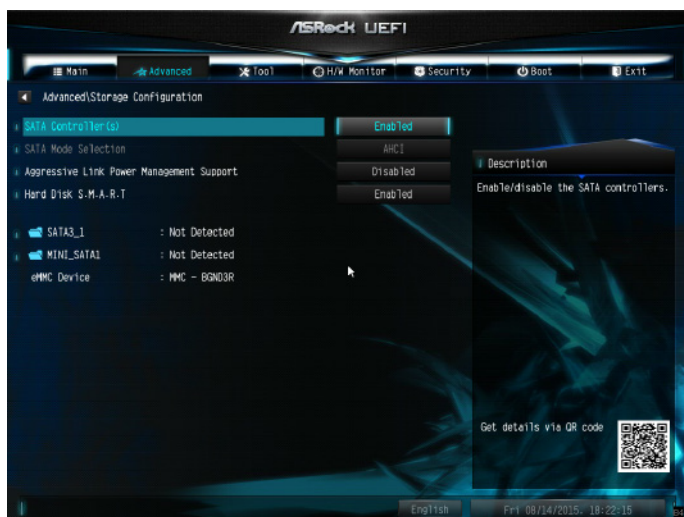 ASRock UEFI
Main Advanced Tool H/W Monitor Security Boot Exit
Advanced\Storage Configuration
SATA Controller(s) Enabled
SATA Mode Selection AHCI
Aggressive Link Power Management Support Disabled
Hard Disk S.M.A.R.T Enabled
SATA3_1 : Not Detected
MINI_SATA1 : Not Detected
eMMC Device : MMC - BGND3R
Description
Enable/disable the SATA controllers.
Get details via QR code
English Fri 08/14/2015. 18:22:15